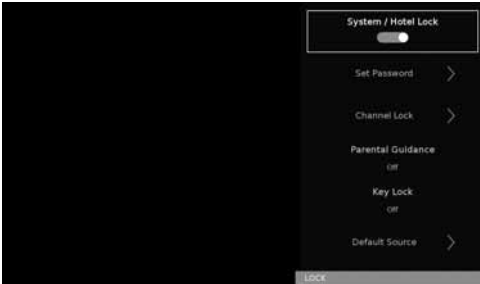 System / Hotel Lock
Set Password
Channel Lock
Parental Guidance
Off
Key Lock
Off
Default Source
LOCK